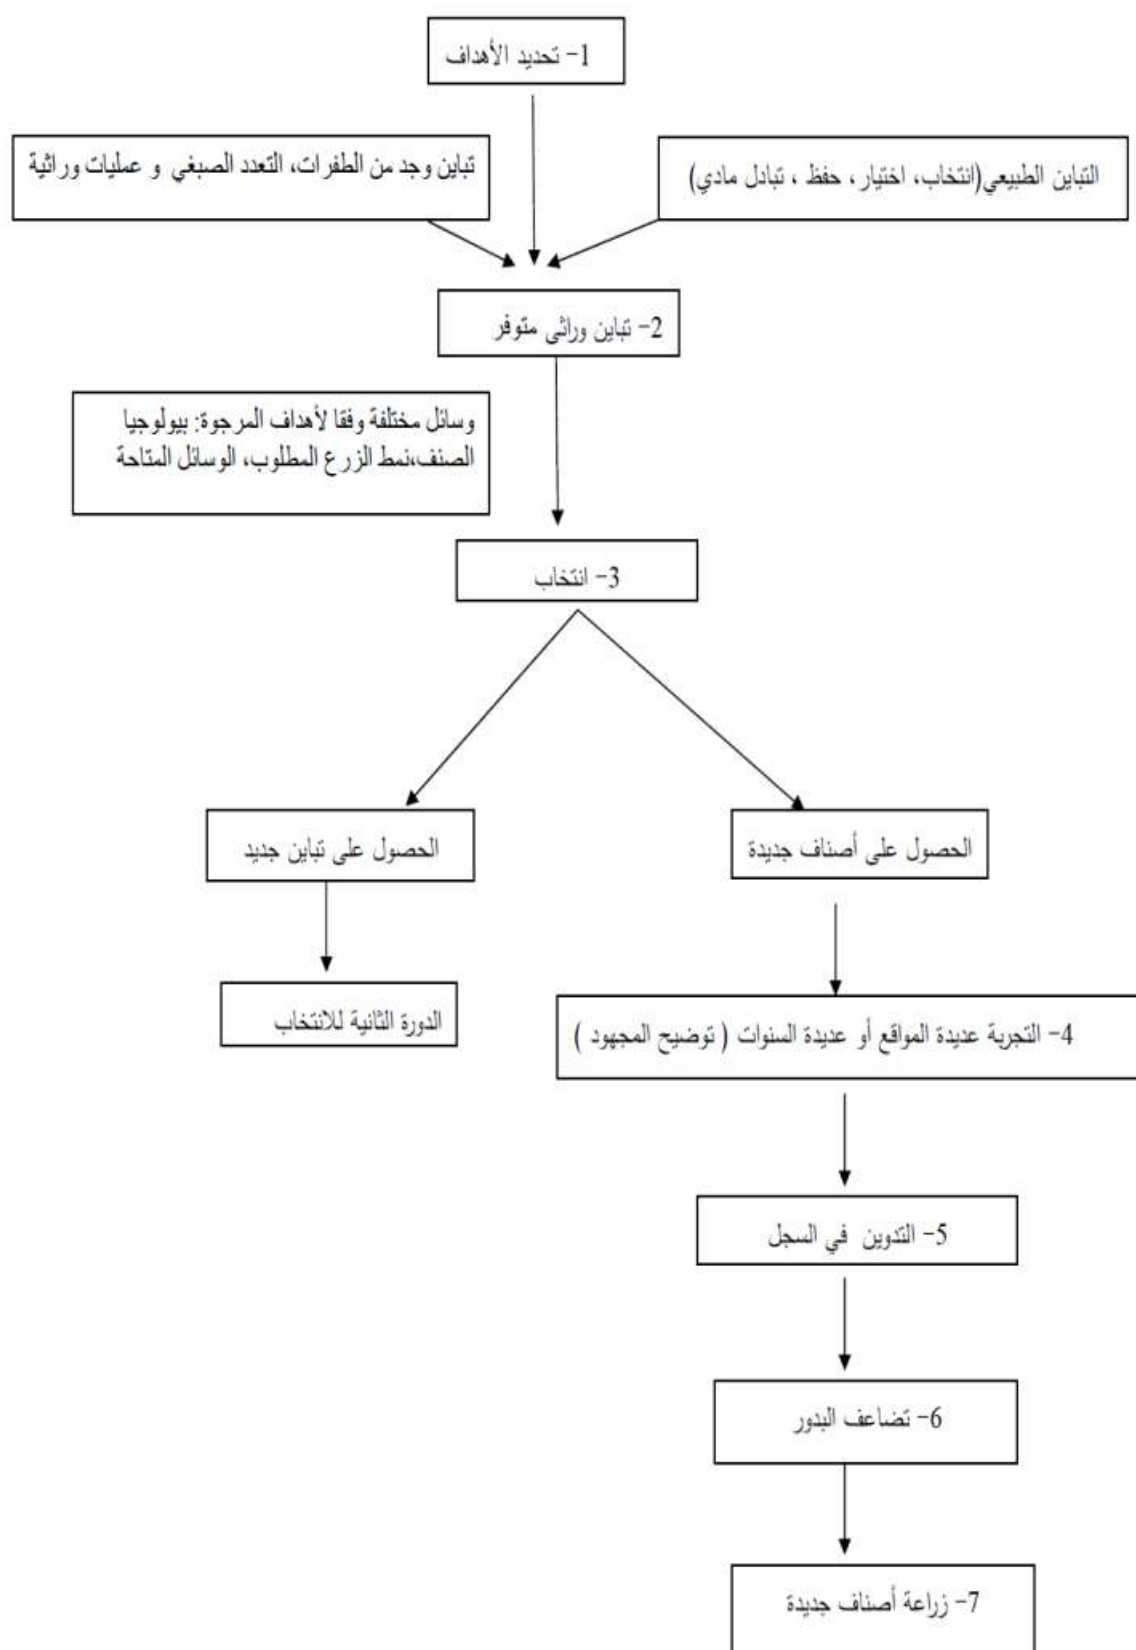 1- تحديد الأهداف
التباين الطبيعي(انتخاب، اختيار، حفظ ، تبادل مادي)
تباين وجد من الطفرات، التعدد الصبغي و عمليات وراثية
2- تباين وراثى متوفر
وسائل مختلفة وفقا لأهداف المرجوة: بيولوجيا
الصنف،نمط الزرع المطلوب، الوسائل المتاحة
3- انتخاب
الحصول على أصناف جديدة
الحصول على تباين جديد
الدورة الثانية للانتخاب
4- التجربة عديدة المواقع أو عديدة السنوات ( توضيح المجهود )
5- التدوين في السجل
6- تضاعف البدور
7- زراعة أصناف جديدة